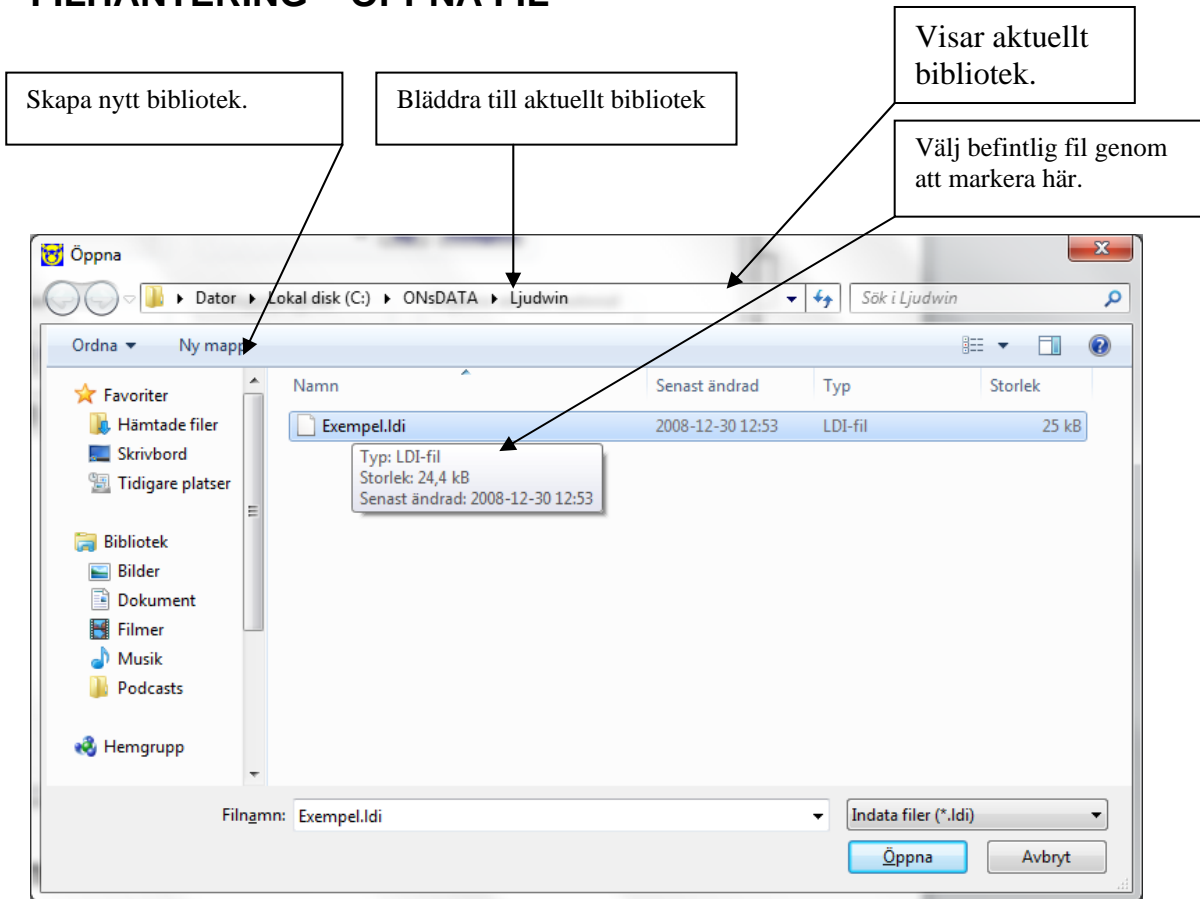 Visar aktuellt
bibliotek.
Skapa nytt bibliotek.
Bläddra till aktuellt bibliotek
Välj befintlig fil genom
att markera här.
Öppna
Dator Lokal disk (C:) ONsDATA Ljudwin
Sök i Ljudwin
Ordna Ny mapp
Namn Senast ändrad Typ Storlek
Favoriter
Hämtade filer
Skrivbord
Tidigare platser
Bibliotek
Bilder
Dokument
Filmer
Musik
Podcasts
Hemgrupp
Exempel.ldi 2008-12-30 12:53 LDI-fil 25 kB
Typ: LDI-fil
Storlek: 24,4 kB
Senast ändrad: 2008-12-30 12:53
Filnamn: Exempel.ldi
Indata filer (*.ldi)
Öppna Avbryt